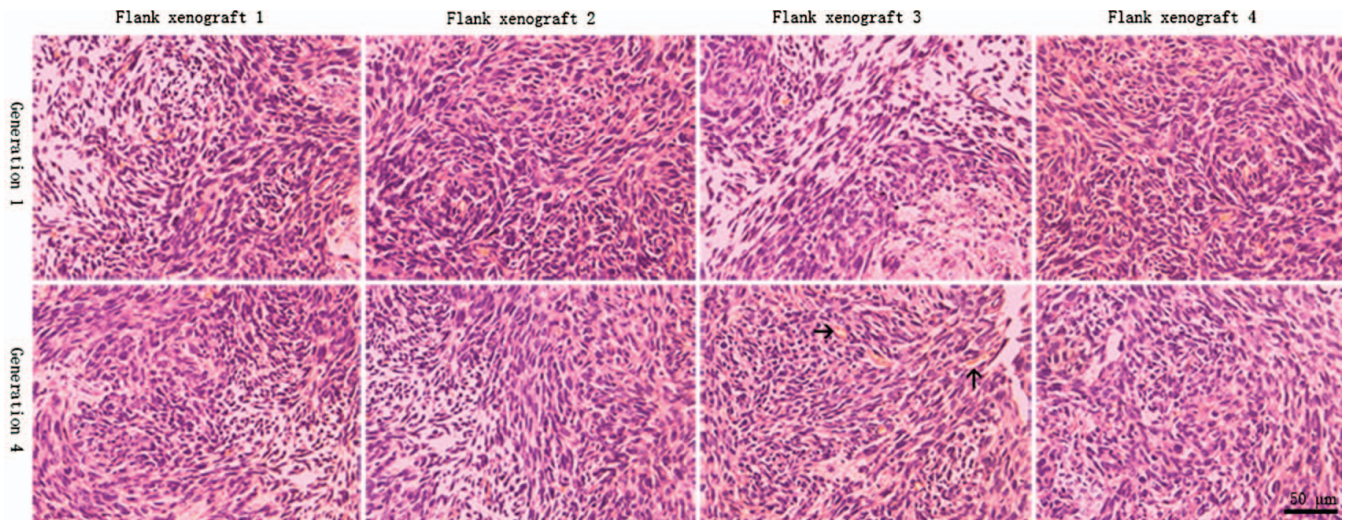 Flank xenograft 1
Flank xenograft 2
Flank xenograft 3
Flank xenograft 4
Generation 1
Generation 4
50 μm